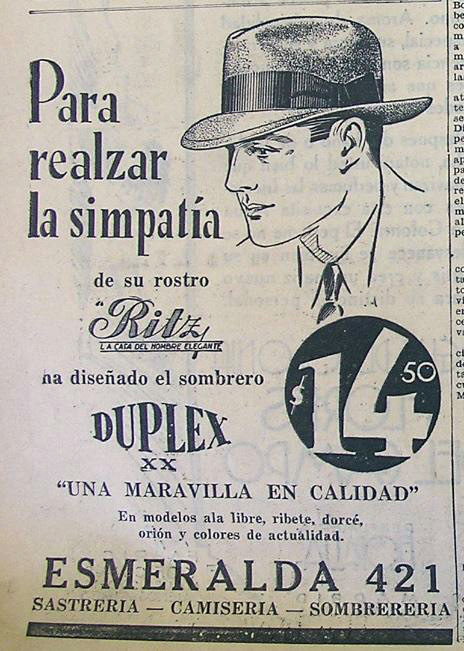 Para
realzar
la simpatía
de su rostro
"Ritz"
LA CASA DEL HOMBRE ELEGANTE
ha diseñado el sombrero
$14.50
DUPLEX
XX
"UNA MARAVILLA EN CALIDAD"
En modelos ala libre, ribete, dorcé,
orión y colores de actualidad.
ESMERALDA 421
SASTRERIA — CAMISERIA — SOMBRERERIA